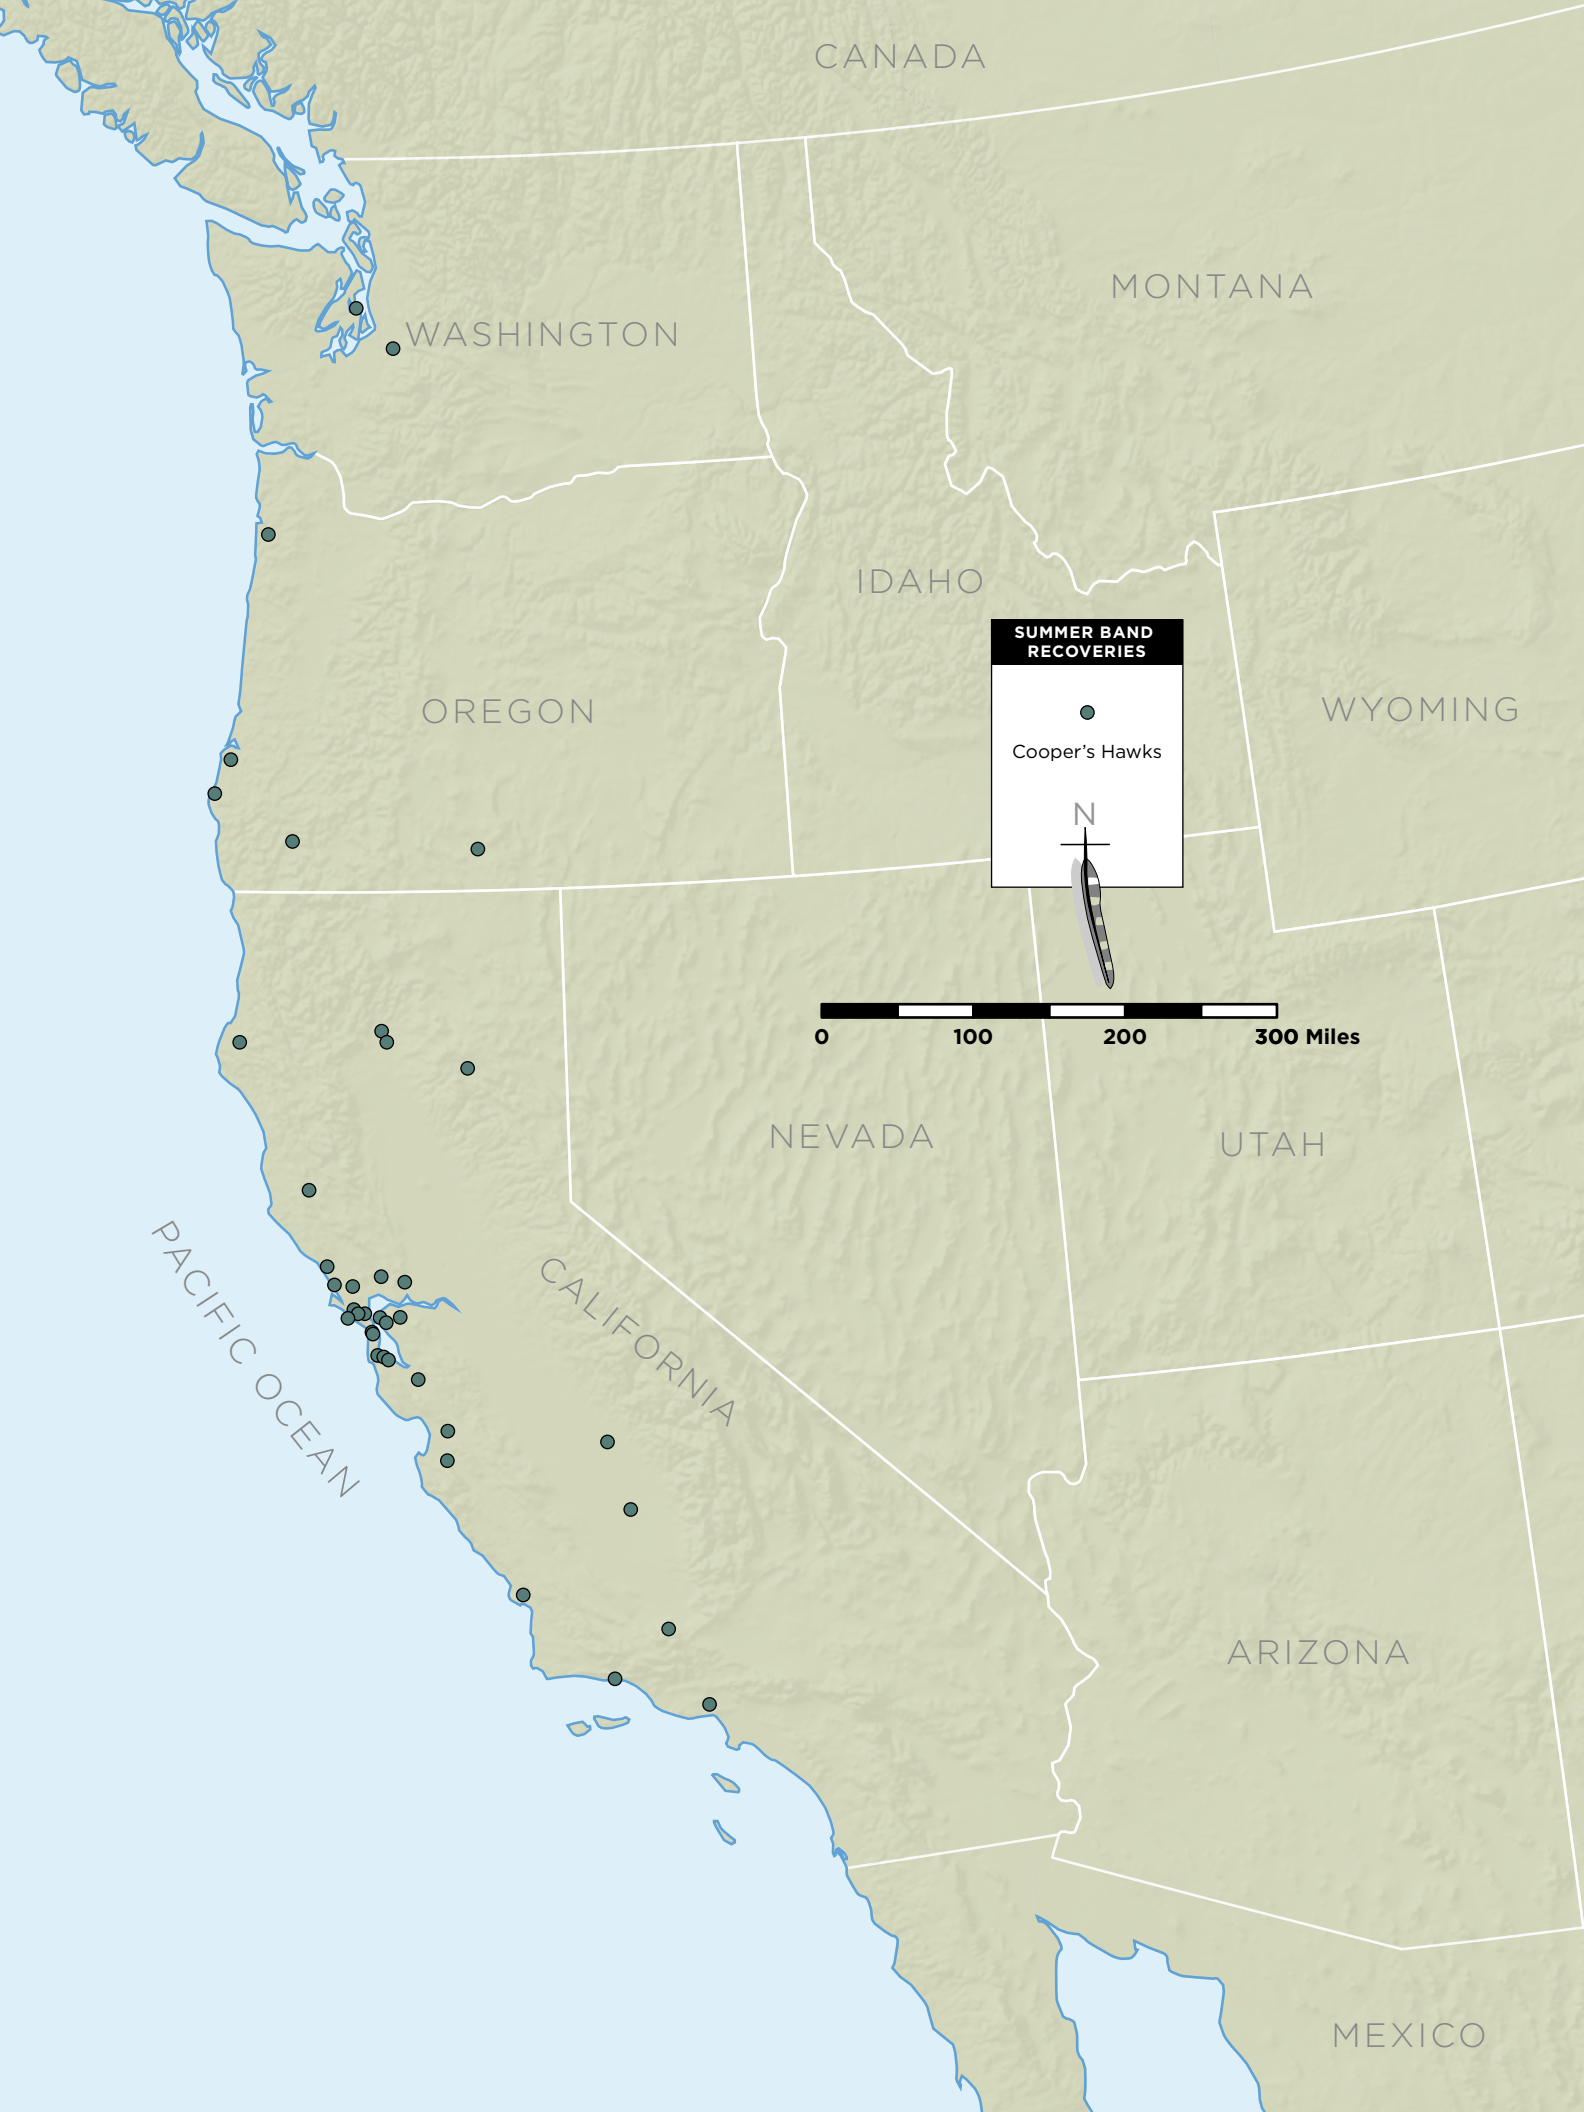 CANADA
MONTANA
WASHINGTON
IDAHO
SUMMER BAND
RECOVERIES
Cooper's Hawks
N
OREGON
WYOMING
0 100 200 300 Miles
NEVADA
UTAH
PACIFIC OCEAN
CALIFORNIA
ARIZONA
MEXICO